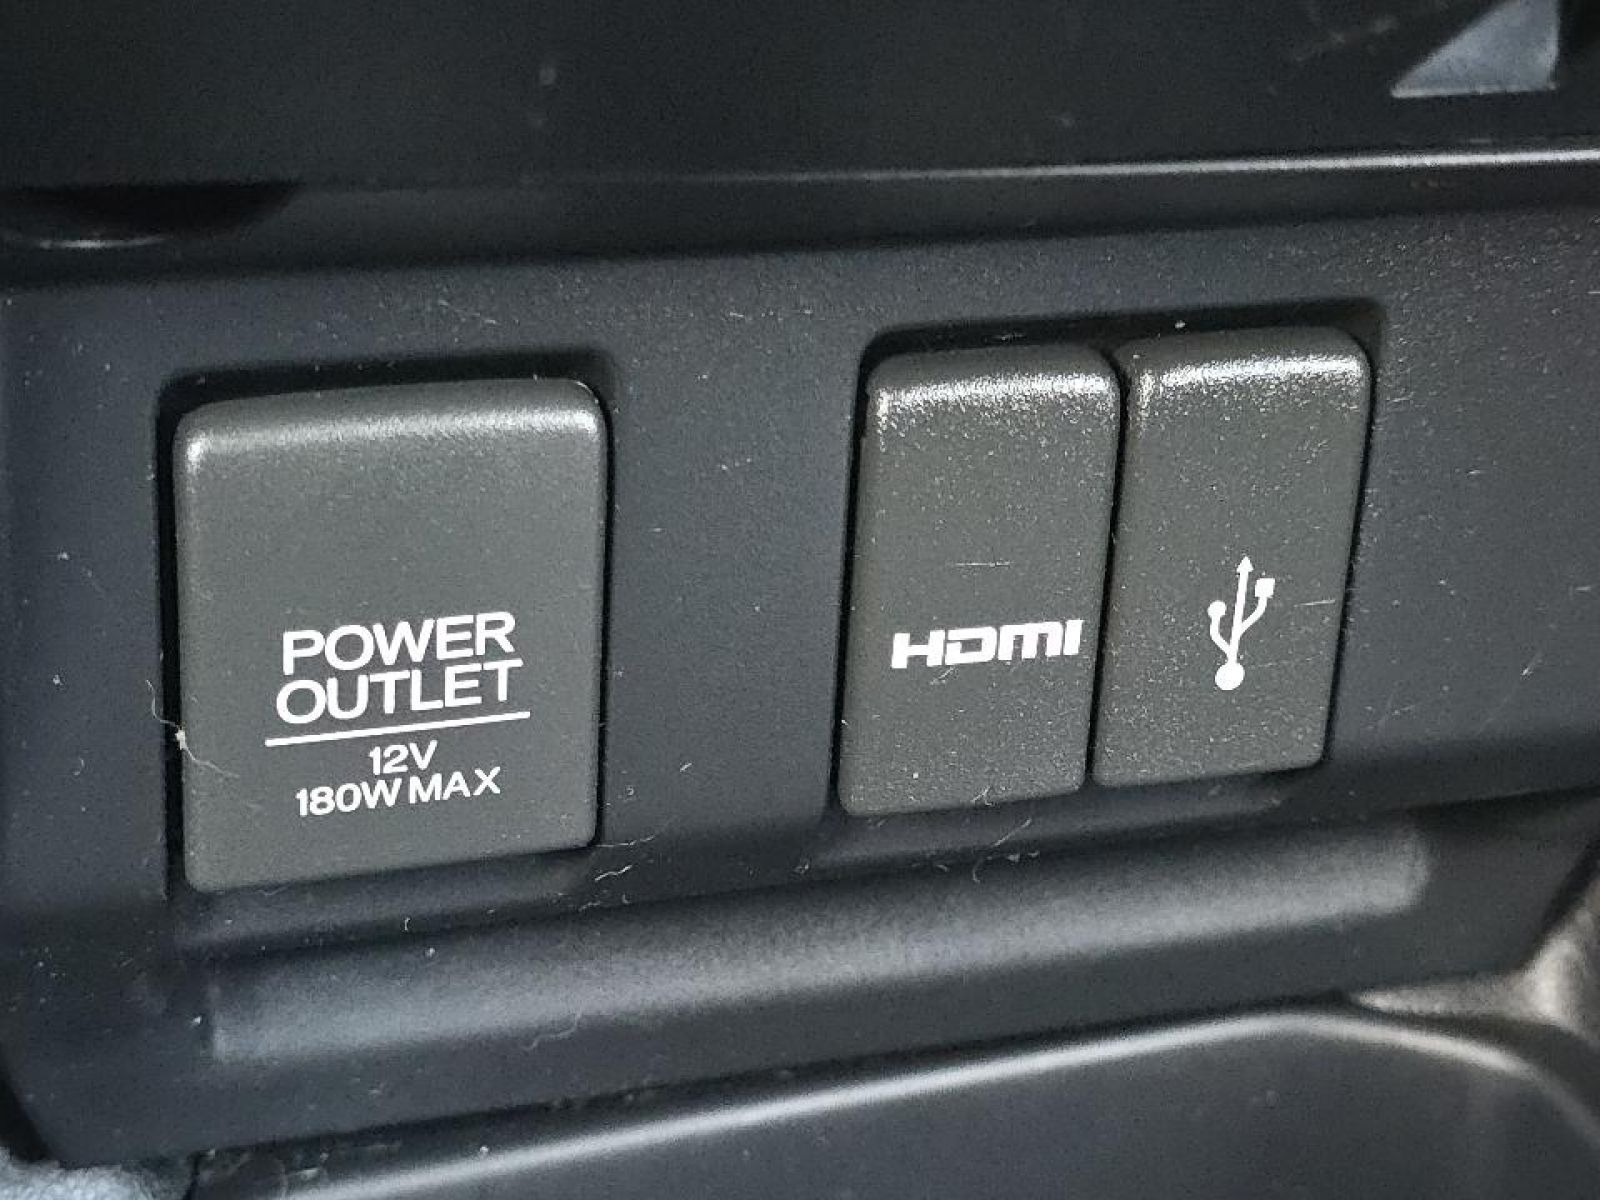 POWER
OUTLET
12V
180W MAX
HDMI